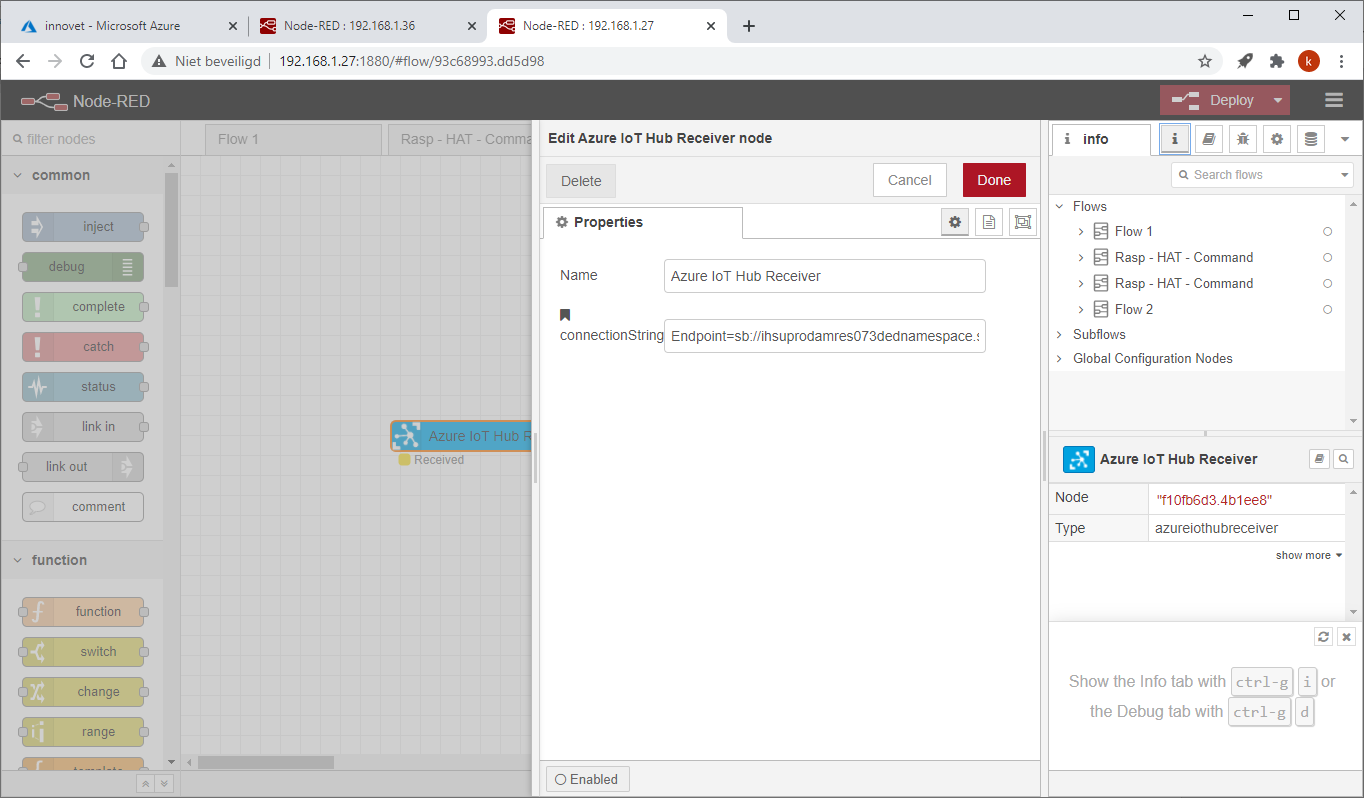 innovet - Microsoft Azure
Node-RED : 192.168.1.36
Node-RED : 192.168.1.27
Niet beveiligd
192.168.1.27:1880/#flow/93c68993.dd5d98
k
Node-RED
Deploy
filter nodes
common
inject
debug
complete
catch
status
link in
link out
comment
function
function
switch
change
range
template
Flow 1
Rasp - HAT - Comma
Azure IoT Hub R
Received
Edit Azure IoT Hub Receiver node
Delete
Cancel
Done
Properties
Name
Azure IoT Hub Receiver
connectionString
Endpoint=sb://ihsuprodamres073dednamespace.s
Enabled
i
info
i
Search flows
Flows
Flow 1
Rasp - HAT - Command
Rasp - HAT - Command
Flow 2
Subflows
Global Configuration Nodes
Azure IoT Hub Receiver
Node
"f10fb6d3.4b1ee8"
Type
azureiothubreceiver
show more
Show the Info tab with ctrl-g i or
the Debug tab with ctrl-g d